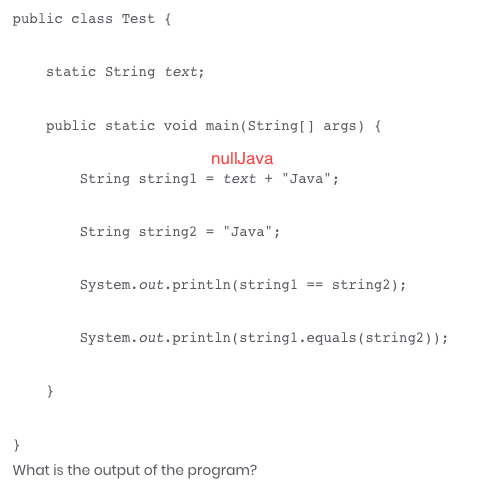 public class Test {
static String text;
public static void main(String[] args) {
nullJava
String string1 = text + "Java";
String string2 = "Java";
System.out.println(string1 == string2);
System.out.println(string1.equals(string2));
}
}
What is the output of the program?